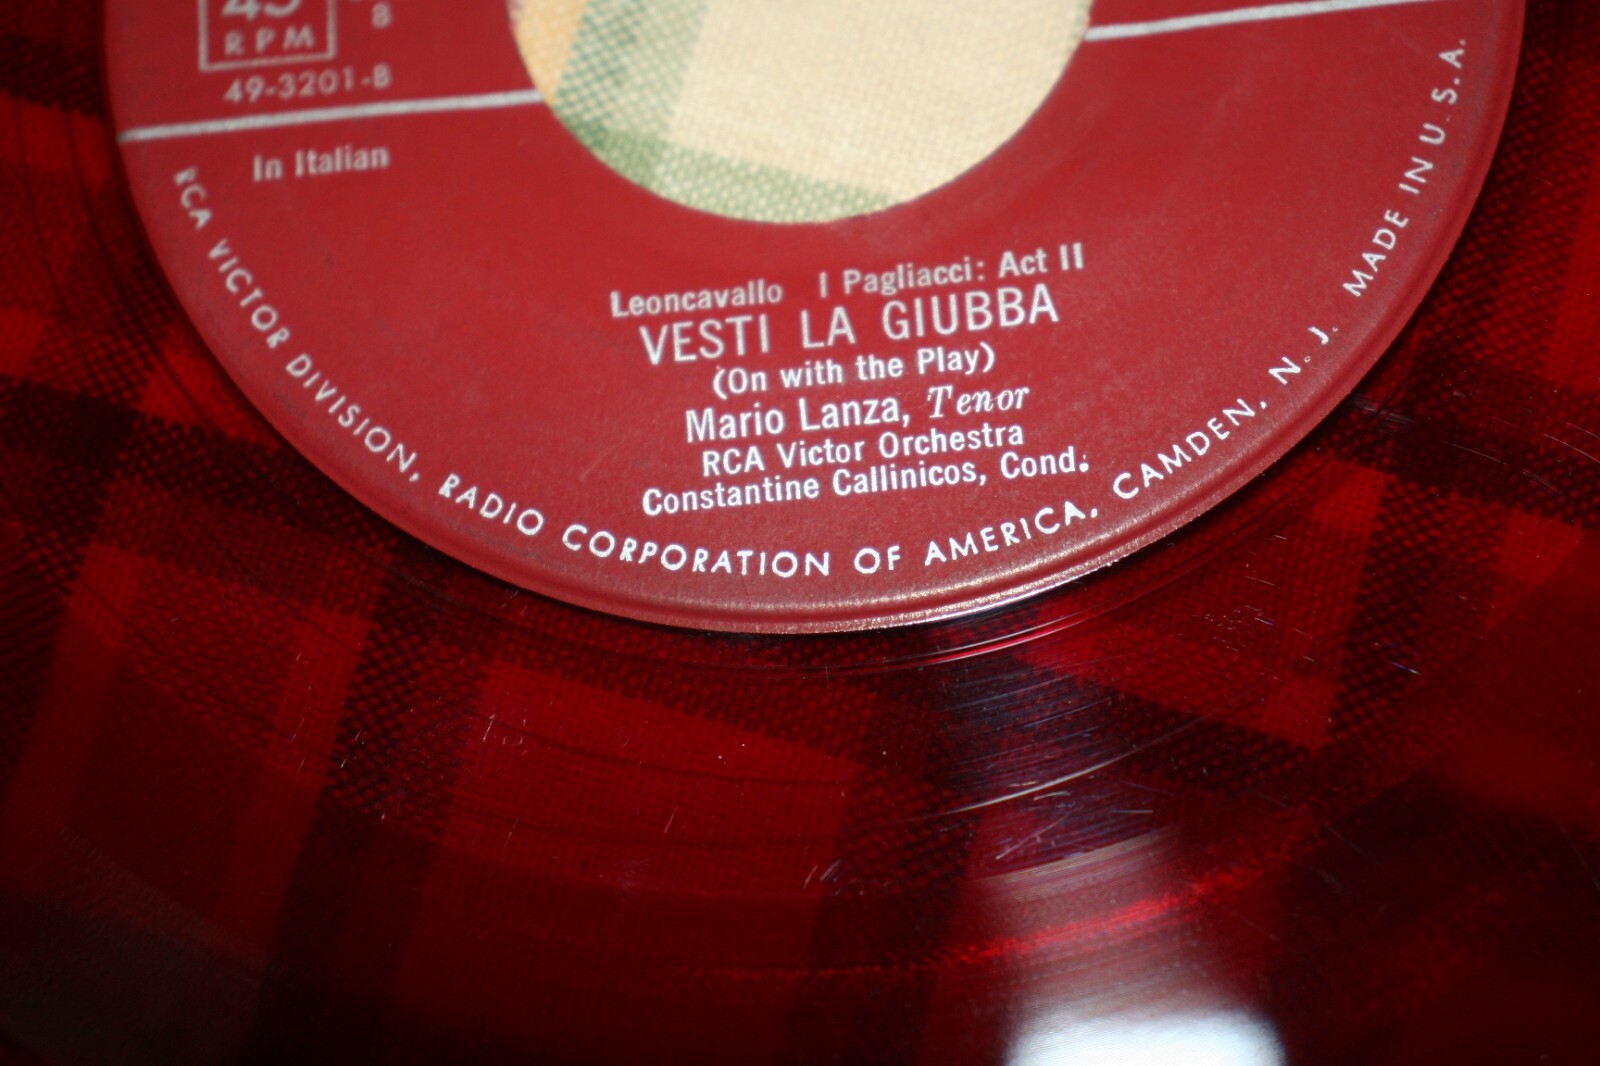 45
8
RPM
49-3201-B
In Italian
Leoncavallo I Pagliacci: Act II
VESTI LA GIUBBA
(On with the Play)
Mario Lanza, Tenor
RCA Victor Orchestra
Constantine Callinicos, Cond.
RCA VICTOR DIVISION, RADIO CORPORATION OF AMERICA, CAMDEN, N. J. MADE IN U. S. A.